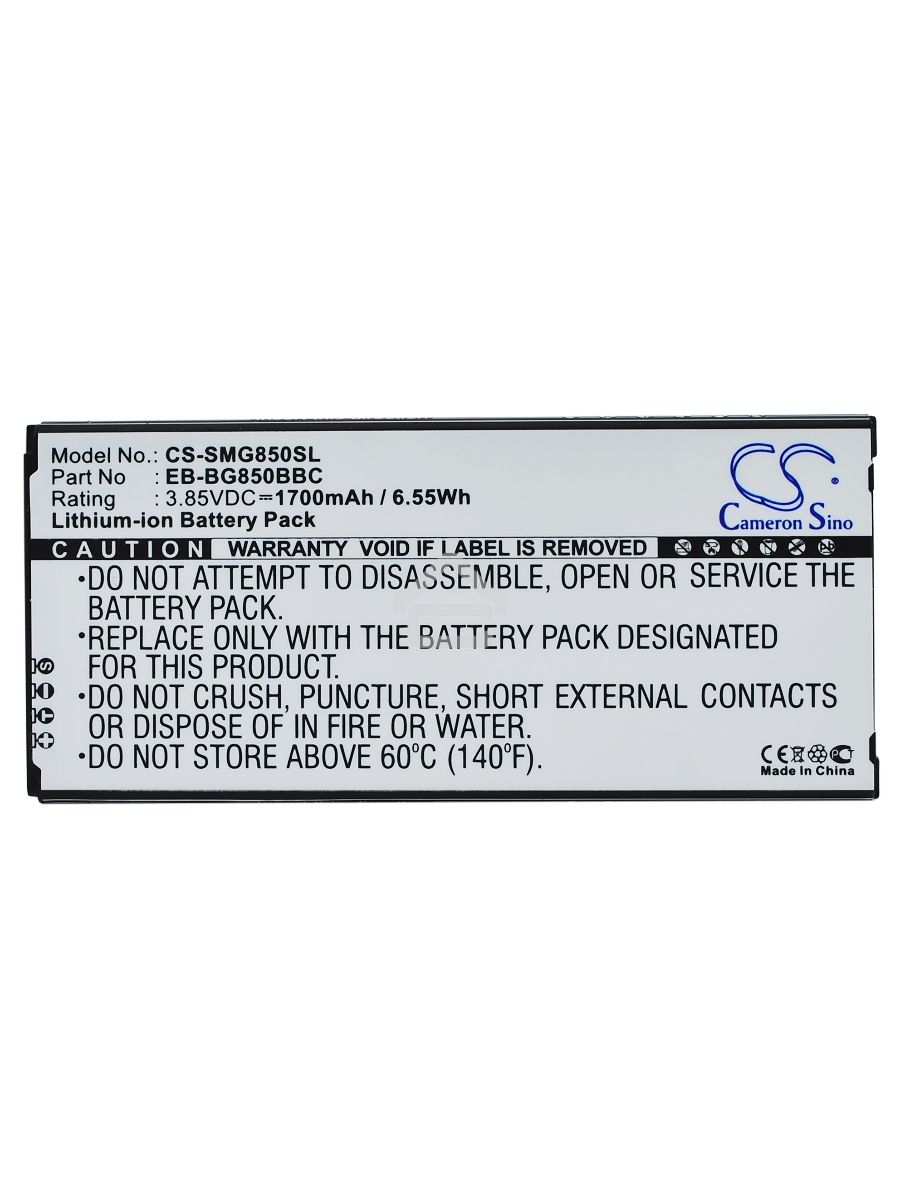 Model No.: CS-SMG850SL
Part No : EB-BG850BBC
Rating : 3.85VDC⎓1700mAh / 6.55Wh
Lithium-ion Battery Pack
CS®
Cameron Sino
CAUTION WARRANTY VOID IF LABEL IS REMOVED
•DO NOT ATTEMPT TO DISASSEMBLE, OPEN OR SERVICE THE
BATTERY PACK.
•REPLACE ONLY WITH THE BATTERY PACK DESIGNATED
FOR THIS PRODUCT.
•DO NOT CRUSH, PUNCTURE, SHORT EXTERNAL CONTACTS
OR DISPOSE OF IN FIRE OR WATER.
•DO NOT STORE ABOVE 60°C (140°F).
CE
Made In China